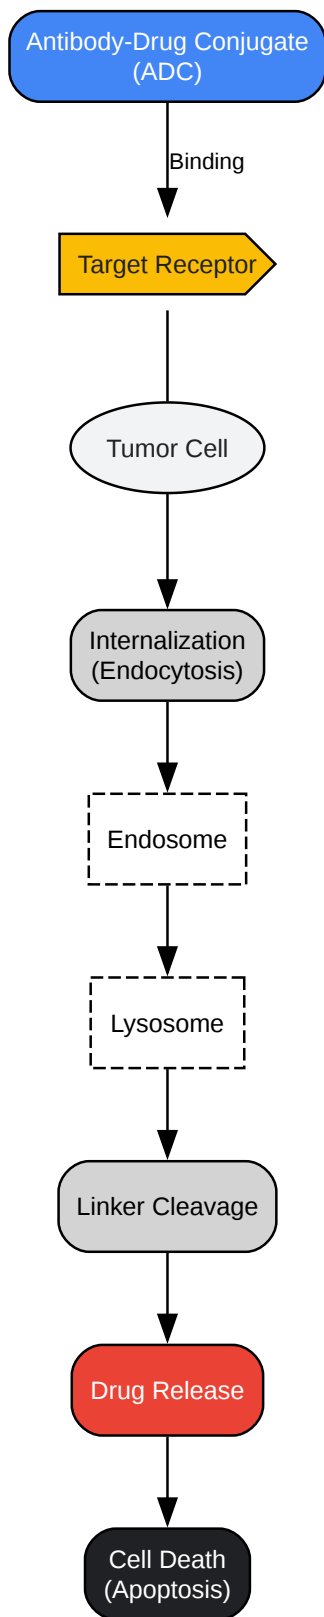 Antibody-Drug Conjugate
(ADC)
Binding
Target Receptor
Tumor Cell
Internalization
(Endocytosis)
Endosome
Lysosome
Linker Cleavage
Drug Release
Cell Death
(Apoptosis)